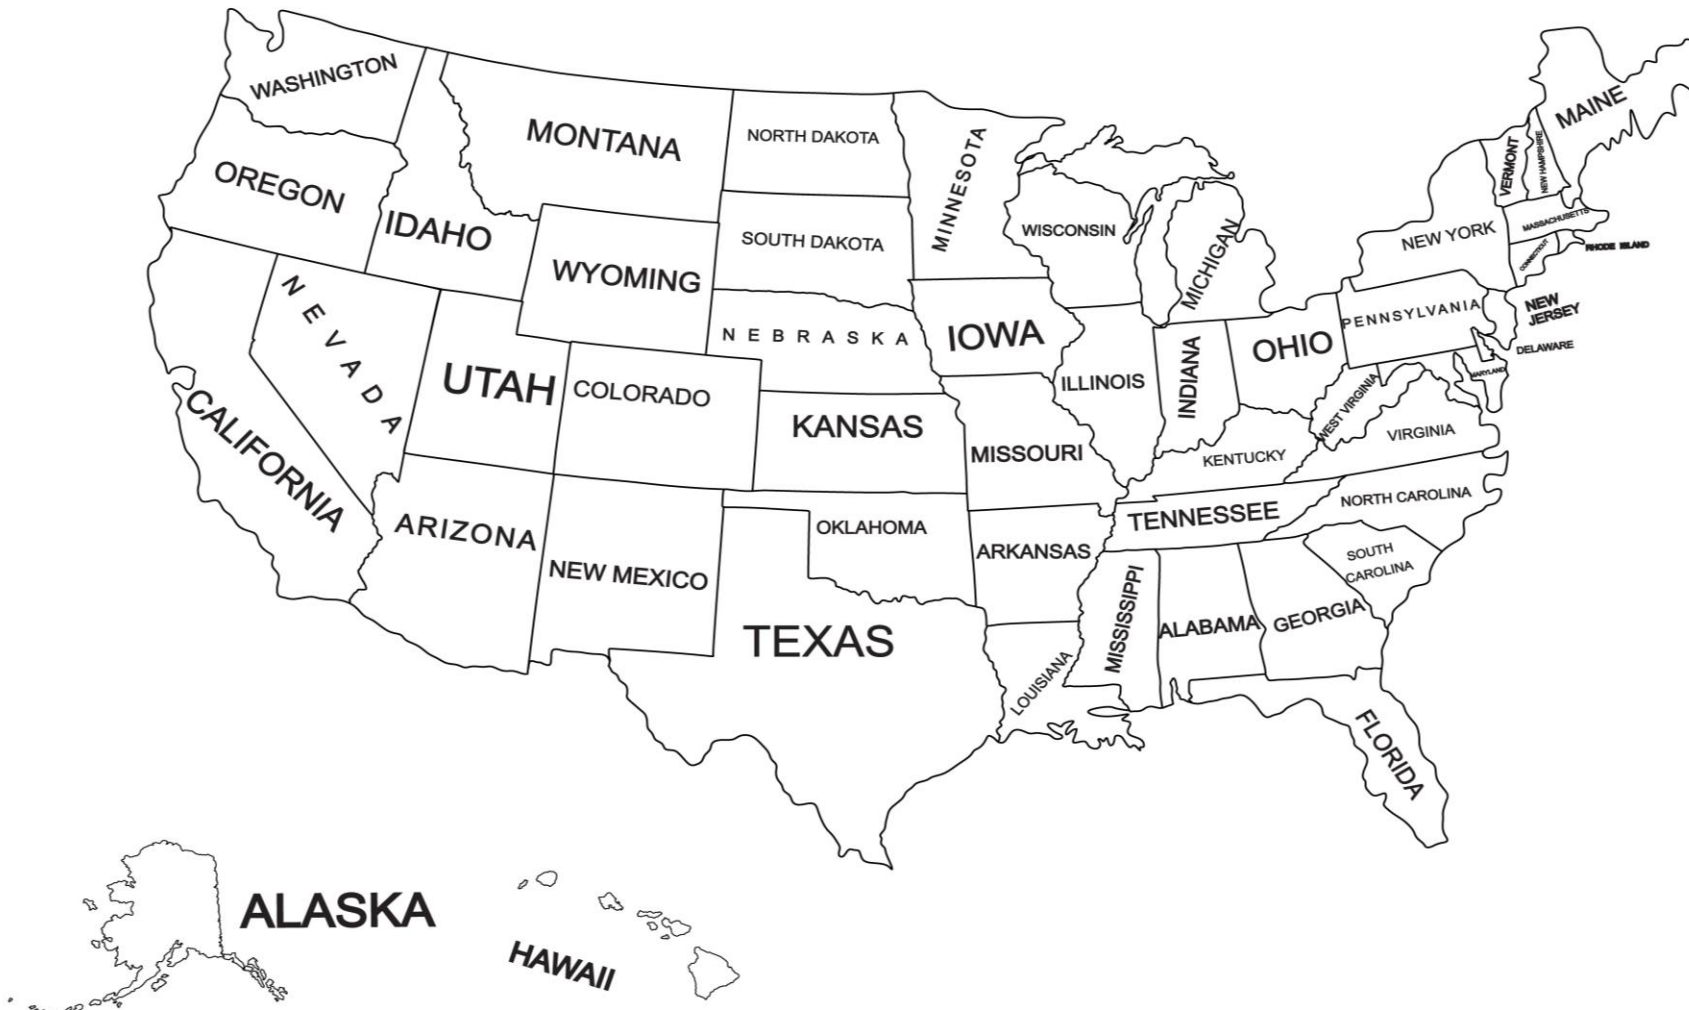 WASHINGTON
MONTANA
NORTH DAKOTA
MINNESOTA
MAINE
VERMONT
NEW HAMPSHIRE
OREGON
IDAHO
WYOMING
SOUTH DAKOTA
WISCONSIN
MICHIGAN
NEW YORK
MASSACHUSETTS
CONNECTICUT
RHODE ISLAND
NEVADA
UTAH
COLORADO
NEBRASKA
IOWA
ILLINOIS
INDIANA
OHIO
PENNSYLVANIA
NEW
JERSEY
DELAWARE
MARYLAND
CALIFORNIA
KANSAS
MISSOURI
KENTUCKY
WEST VIRGINIA
VIRGINIA
ARIZONA
NEW MEXICO
OKLAHOMA
ARKANSAS
TENNESSEE
NORTH CAROLINA
SOUTH
CAROLINA
TEXAS
LOUISIANA
MISSISSIPPI
ALABAMA
GEORGIA
FLORIDA
ALASKA
HAWAII